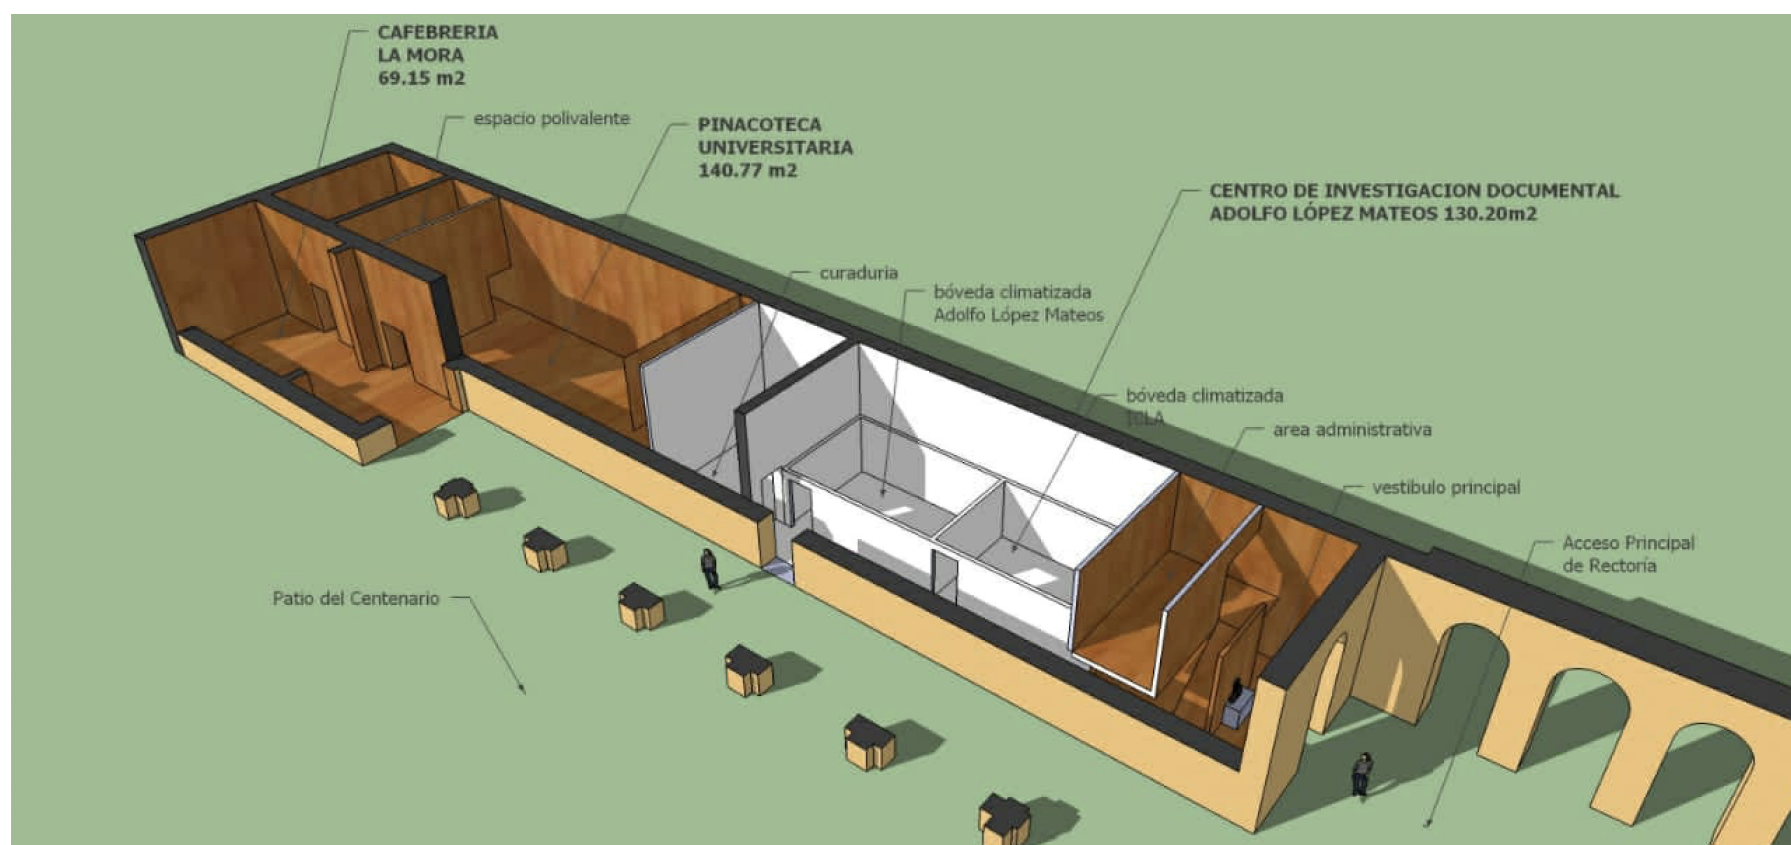 CAFEBRERIA
LA MORA
69.15 m2
espacio polivalente
PINACOTECA
UNIVERSITARIA
140.77 m2
CENTRO DE INVESTIGACION DOCUMENTAL
ADOLFO LÓPEZ MATEOS 130.20m2
curaduria
bóveda climatizada
Adolfo López Mateos
bóveda climatizada
area administrativa
vestibulo principal
Acceso Principal
de Rectoría
Patio del Centenario